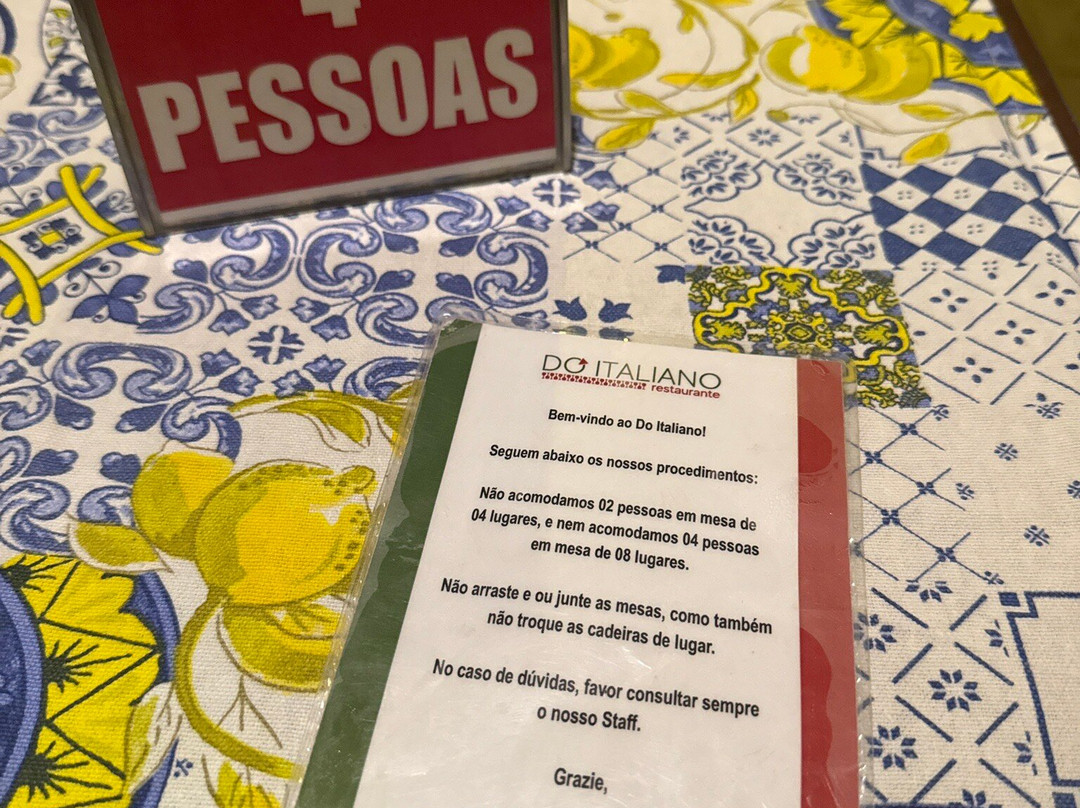 4
PESSOAS
DO ITALIANO
restaurante
Bem-vindo ao Do Italiano!
Seguem abaixo os nossos procedimentos:
Não acomodamos 02 pessoas em mesa de
04 lugares, e nem acomodamos 04 pessoas
em mesa de 08 lugares.
Não arraste e ou junte as mesas, como também
não troque as cadeiras de lugar.
No caso de dúvidas, favor consultar sempre
o nosso Staff.
Grazie,